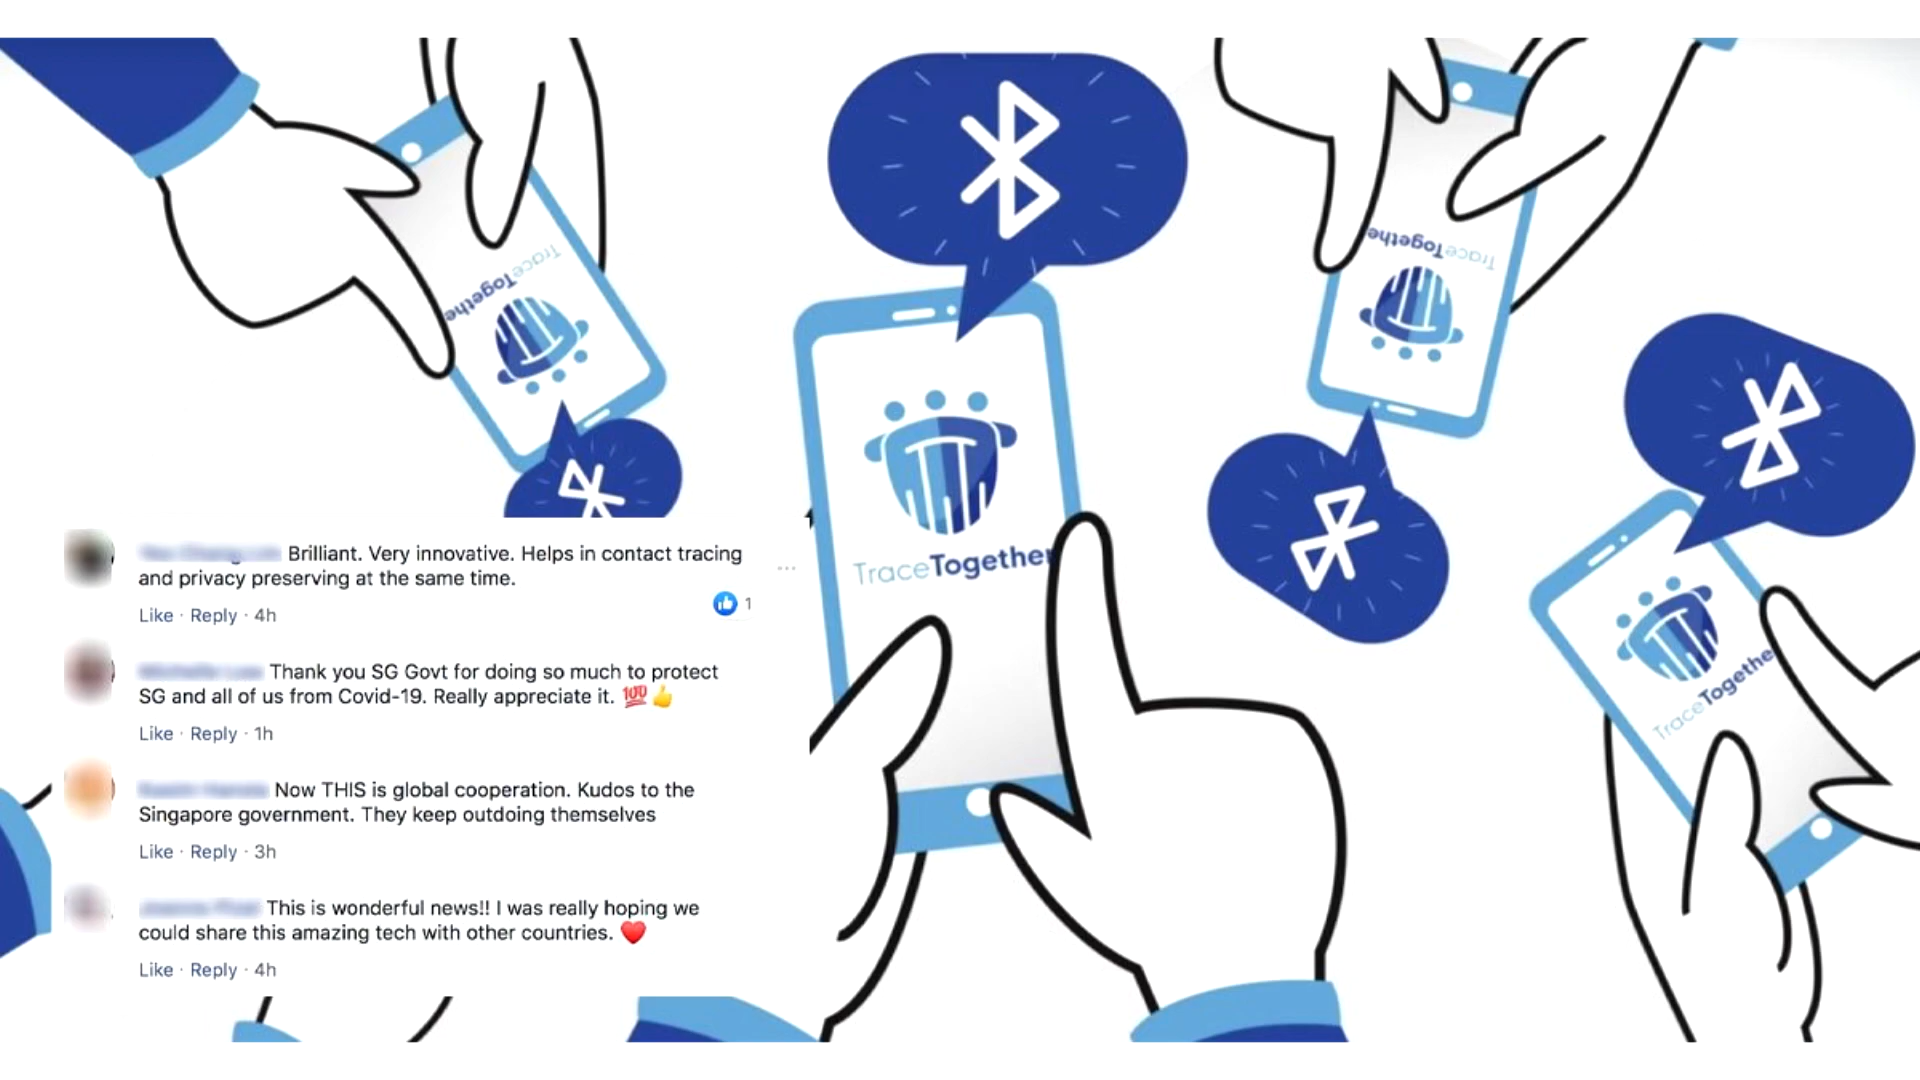 TraceTogethe
TraceTogethe
TraceTogether
TraceTogethe
Brilliant. Very innovative. Helps in contact tracing
and privacy preserving at the same time.
Like · Reply · 4h
1
Thank you SG Govt for doing so much to protect
SG and all of us from Covid-19. Really appreciate it. 💯👍
Like · Reply · 1h
Now THIS is global cooperation. Kudos to the
Singapore government. They keep outdoing themselves
Like · Reply · 3h
This is wonderful news!! I was really hoping we
could share this amazing tech with other countries. ❤️
Like · Reply · 4h